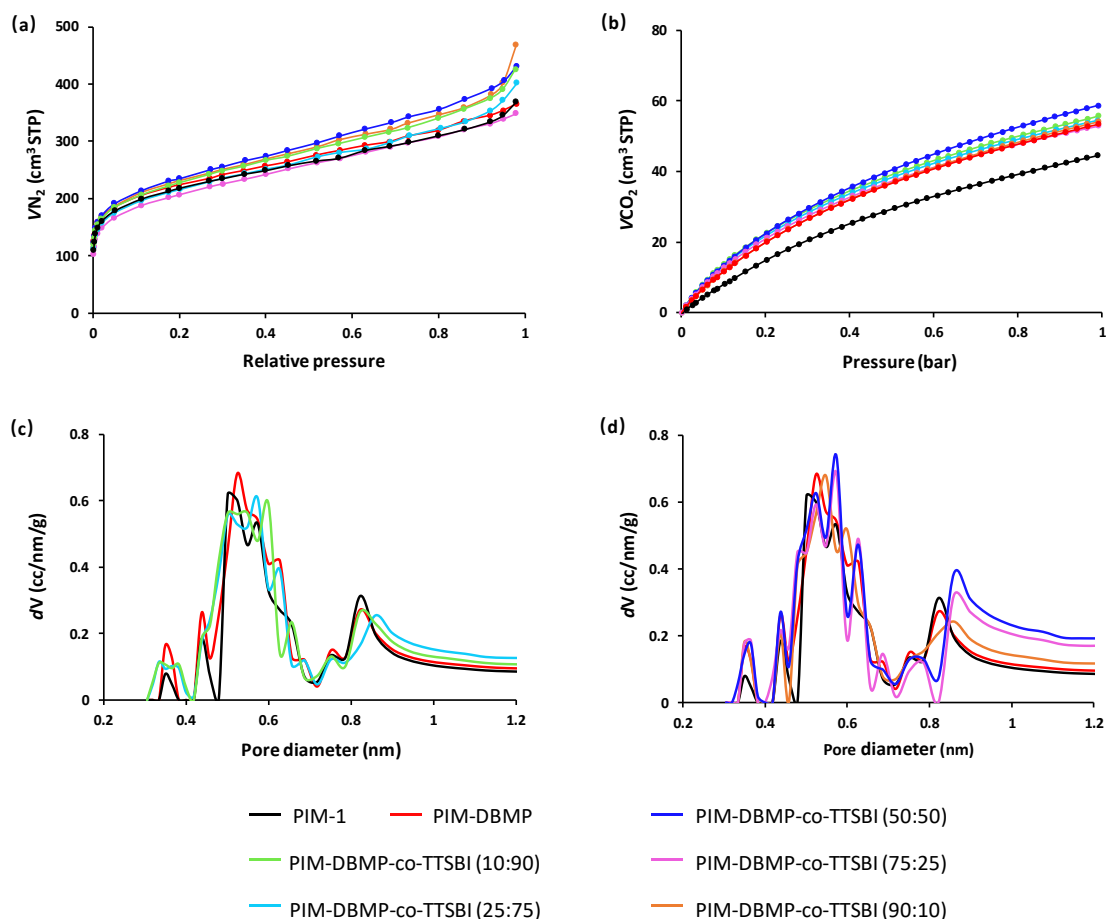 (a)
500
400
300
200
100
0
VN₂ (cm³ STP)
0 0.2 0.4 0.6 0.8 1
Relative pressure
(b)
80
60
40
20
0
VCO₂ (cm³ STP)
0 0.2 0.4 0.6 0.8 1
Pressure (bar)
(c)
0.8
0.6
0.4
0.2
0
dV (cc/nm/g)
0.2 0.4 0.6 0.8 1 1.2
Pore diameter (nm)
(d)
0.8
0.6
0.4
0.2
0
dV (cc/nm/g)
0.2 0.4 0.6 0.8 1 1.2
Pore diameter (nm)
PIM-1 PIM-DBMP PIM-DBMP-co-TTSBI (50:50)
PIM-DBMP-co-TTSBI (10:90) PIM-DBMP-co-TTSBI (75:25)
PIM-DBMP-co-TTSBI (25:75) PIM-DBMP-co-TTSBI (90:10)